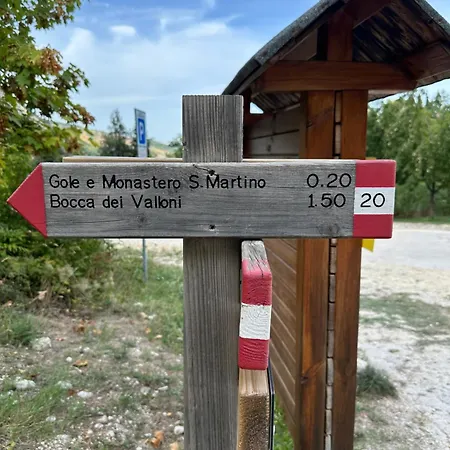 P
Gole e Monastero S. Martino 0.20
Bocca dei Valloni 1.50
20